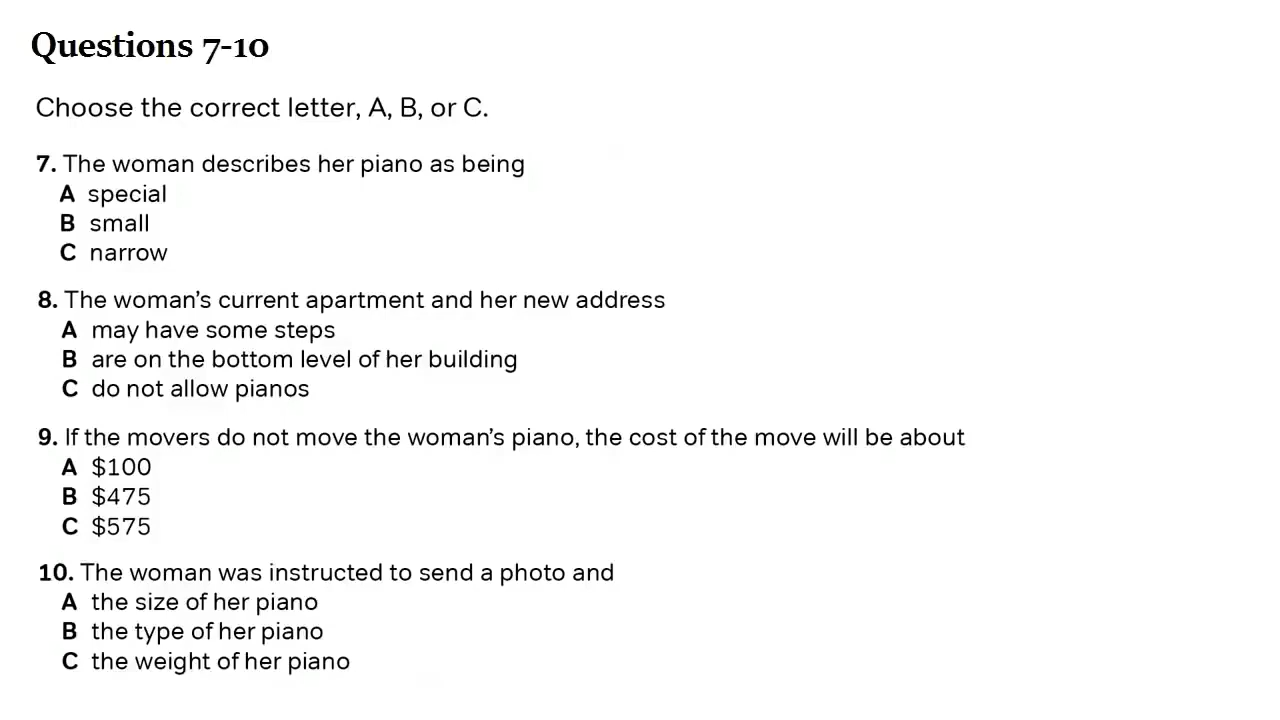 Questions 7-10
Choose the correct letter, A, B, or C.
7. The woman describes her piano as being
A special
B small
C narrow
8. The woman’s current apartment and her new address
A may have some steps
B are on the bottom level of her building
C do not allow pianos
9. If the movers do not move the woman’s piano, the cost of the move will be about
A $100
B $475
C $575
10. The woman was instructed to send a photo and
A the size of her piano
B the type of her piano
C the weight of her piano